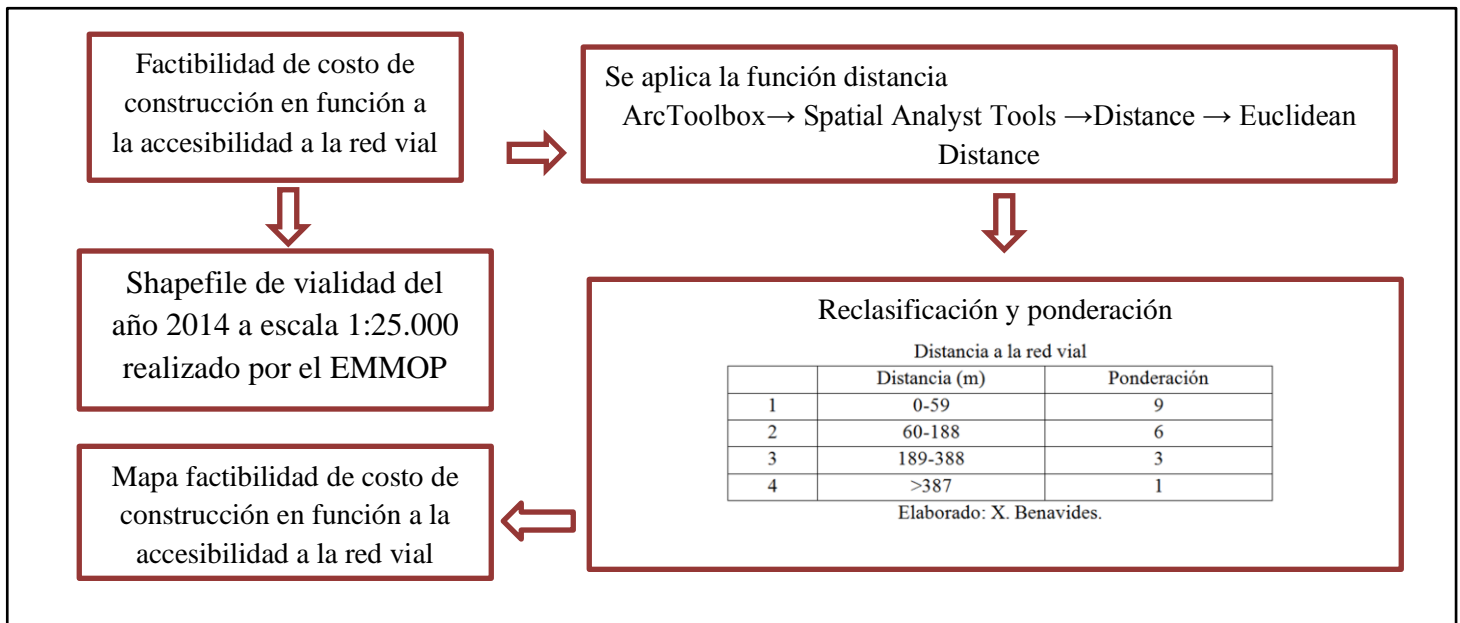 Factibilidad de costo de
construcción en función a
la accesibilidad a la red vial
Se aplica la función distancia
ArcToolbox→ Spatial Analyst Tools →Distance → Euclidean
Distance
Shapefile de vialidad del
año 2014 a escala 1:25.000
realizado por el EMMOP
Reclasificación y ponderación
Distancia a la red vial
Distancia (m) Ponderación
1 0-59 9
2 60-188 6
3 189-388 3
4 >387 1
Elaborado: X. Benavides.
Mapa factibilidad de costo de
construcción en función a la
accesibilidad a la red vial